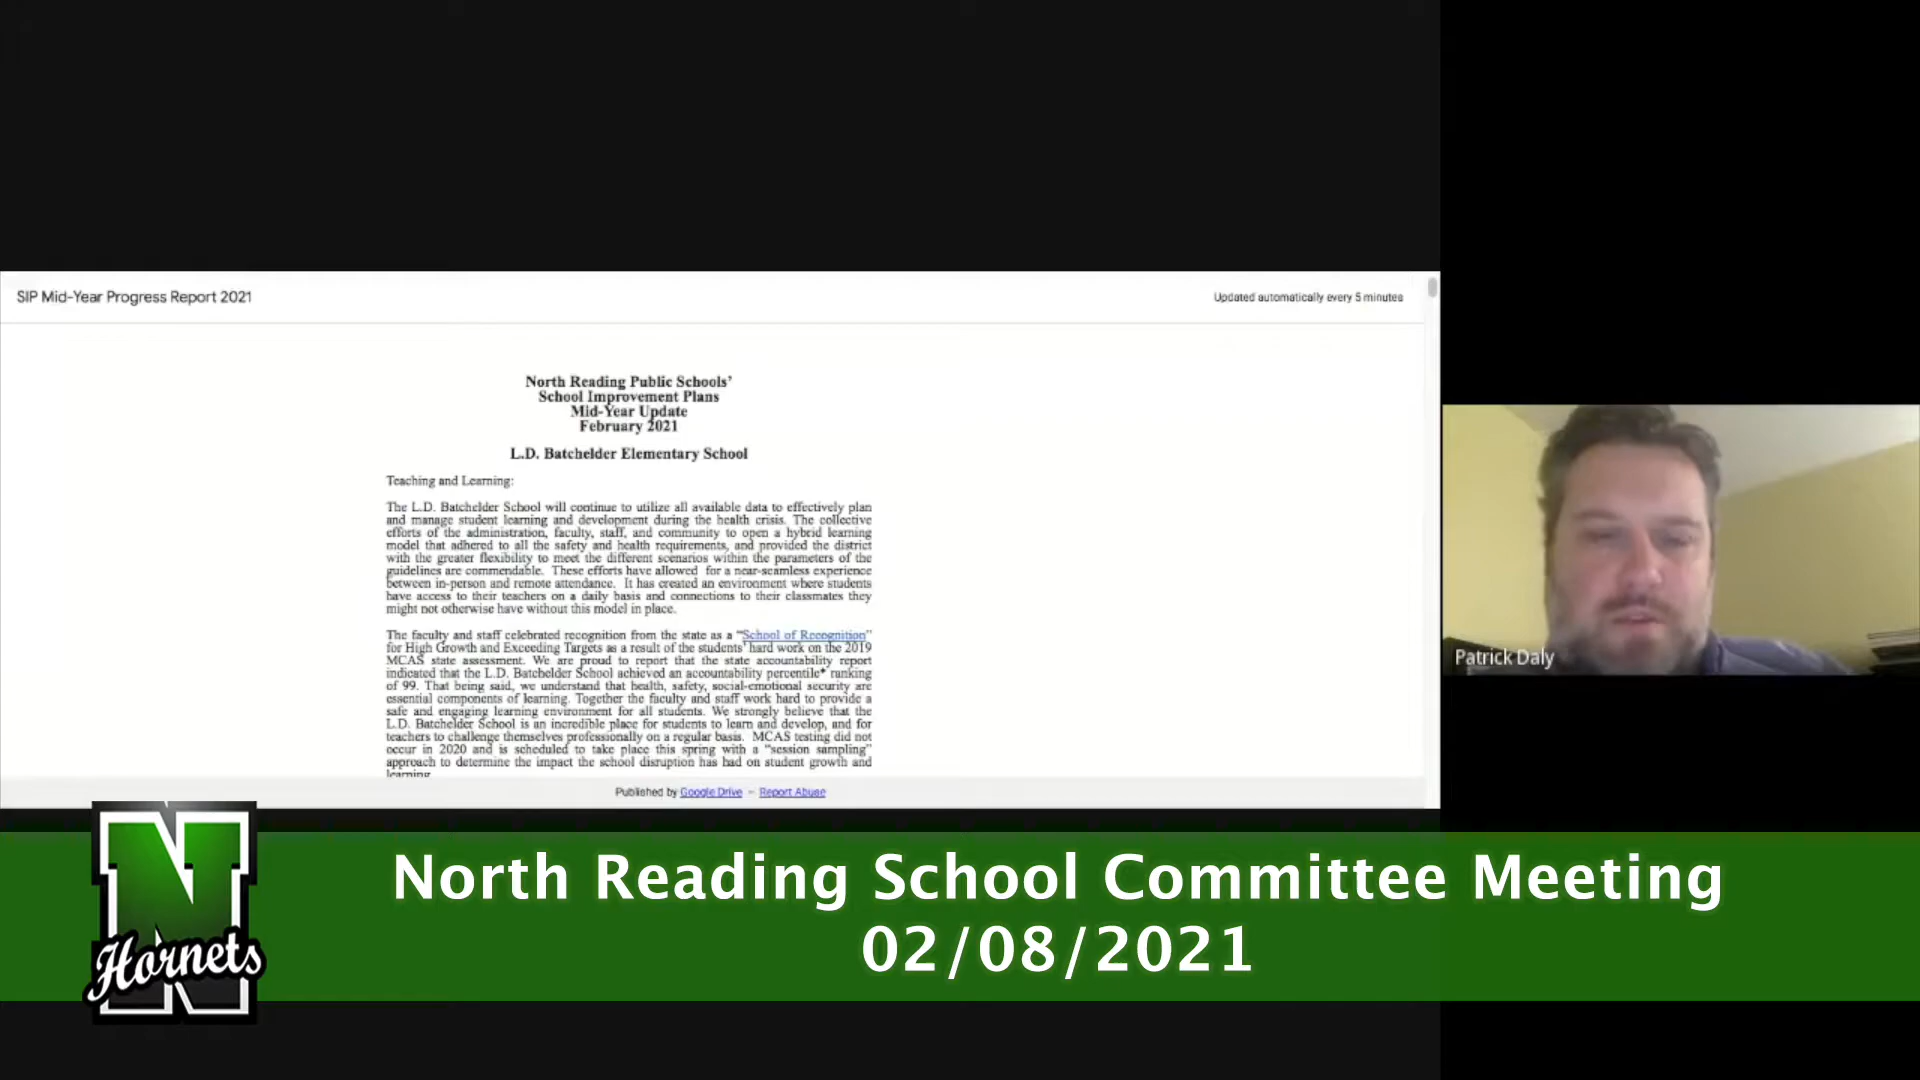 SIP Mid-Year Progress Report 2021
Updated automatically every 5 minutes
North Reading Public Schools'
School Improvement Plans
Mid-Year Update
February 2021
L.D. Batchelder Elementary School
Teaching and Learning:
The L.D. Batchelder School will continue to utilize all available data to effectively plan
and manage student learning and development during the health crisis. The collective
efforts of the administration, faculty, staff, and community to open a hybrid learning
model that adhered to all the safety and health requirements, and provided the district
with the greater flexibility to meet the different scenarios within the parameters of the
guidelines are commendable. These efforts have allowed for a near-seamless experience
between in-person and remote attendance. It has created an environment where students
have access to their teachers on a daily basis and connections to their classmates they
might not otherwise have without this model in place.
The faculty and staff celebrated recognition from the state as a "School of Recognition"
for High Growth and Exceeding Targets as a result of the students' hard work on the 2019
MCAS state assessment. We are proud to report that the state accountability report
indicated that the L.D. Batchelder School achieved an accountability percentile* ranking
of 99. That being said, we understand that health, safety, social-emotional security are
essential components of learning. Together the faculty and staff work hard to provide a
safe and engaging learning environment for all students. We strongly believe that the
L.D. Batchelder School is an incredible place for students to learn and develop, and for
teachers to challenge themselves professionally on a regular basis. MCAS testing did not
occur in 2020 and is scheduled to take place this spring with a "session sampling"
approach to determine the impact the school disruption has had on student growth and
learning
Published by Google Drive – Report Abuse
Patrick Daly
North Reading School Committee Meeting
02/08/2021
N
Hornets